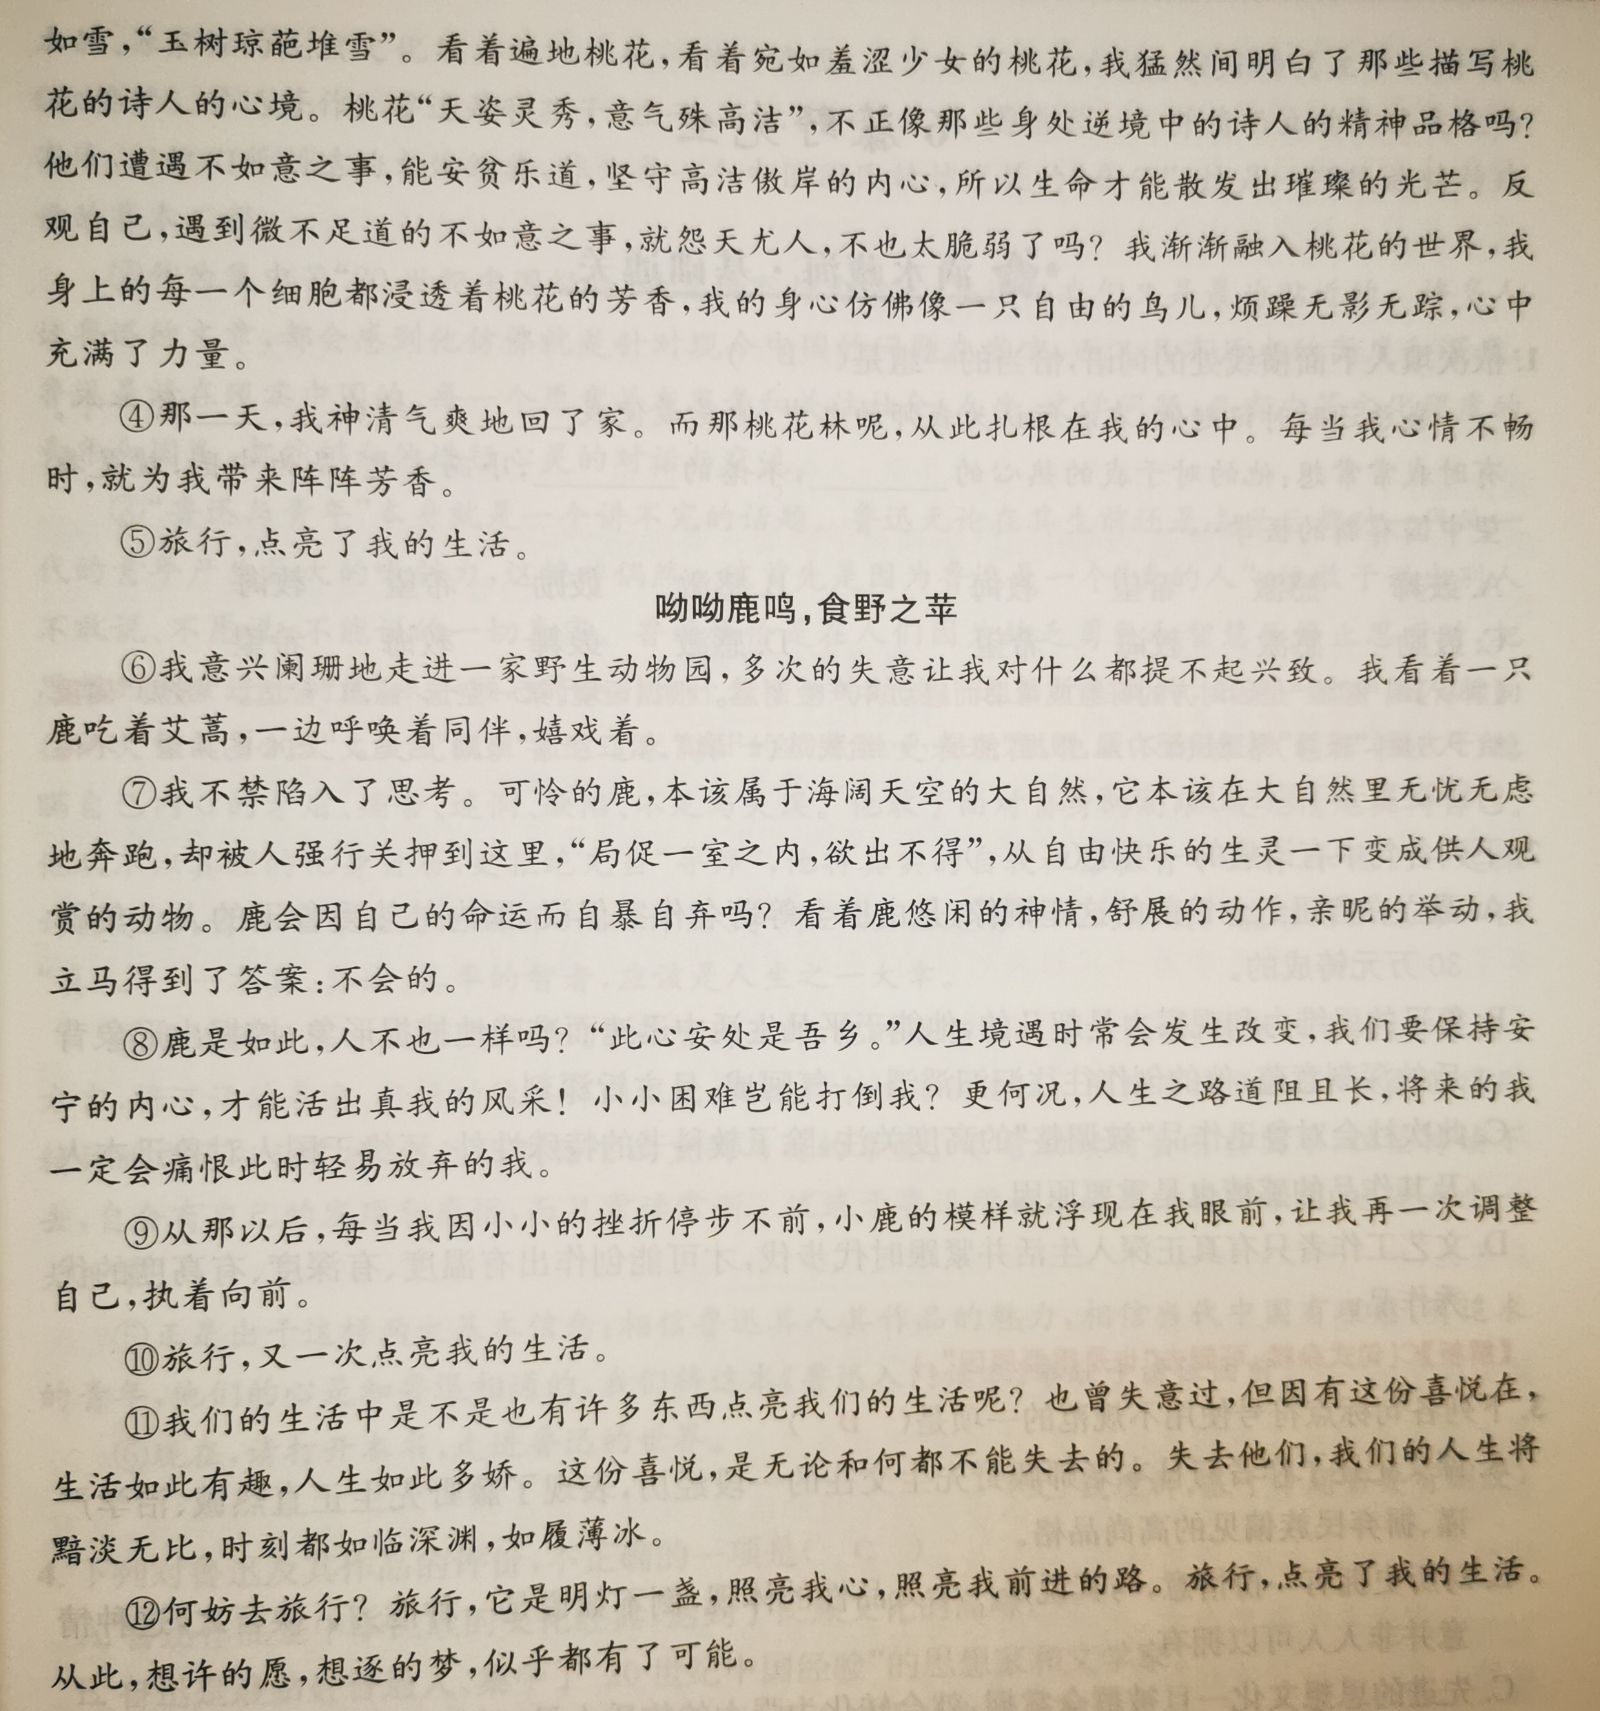 如雪，“玉树琼葩堆雪”。看着遍地桃花，看着宛如羞涩少女的桃花，我猛然间明白了那些描写桃
花的诗人的心境。桃花“天姿灵秀，意气殊高洁”，不正像那些身处逆境中的诗人的精神品格吗？
他们遭遇不如意之事，能安贫乐道，坚守高洁傲岸的内心，所以生命才能散发出璀璨的光芒。反
观自己，遇到微不足道的不如意之事，就怨天尤人，不也太脆弱了吗？我渐渐融入桃花的世界，我
身上的每一个细胞都浸透着桃花的芳香，我的身心仿佛像一只自由的鸟儿，烦躁无影无踪，心中
充满了力量。
④那一天，我神清气爽地回了家。而那桃花林呢，从此扎根在我的心中。每当我心情不畅
时，就为我带来阵阵芳香。
⑤旅行，点亮了我的生活。
呦呦鹿鸣，食野之苹
⑥我意兴阑珊地走进一家野生动物园，多次的失意让我对什么都提不起兴致。我看着一只
鹿吃着艾蒿，一边呼唤着同伴，嬉戏着。
⑦我不禁陷入了思考。可怜的鹿，本该属于海阔天空的大自然，它本该在大自然里无忧无虑
地奔跑，却被人强行关押到这里，“局促一室之内，欲出不得”，从自由快乐的生灵一下变成供人观
赏的动物。鹿会因自己的命运而自暴自弃吗？看着鹿悠闲的神情，舒展的动作，亲昵的举动，我
立马得到了答案：不会的。
⑧鹿是如此，人不也一样吗？“此心安处是吾乡。”人生境遇时常会发生改变，我们要保持安
宁的内心，才能活出真我的风采！小小困难岂能打倒我？更何况，人生之路道阻且长，将来的我
一定会痛恨此时轻易放弃的我。
⑨从那以后，每当我因小小的挫折停步不前，小鹿的模样就浮现在我眼前，让我再一次调整
自己，执着向前。
⑩旅行，又一次点亮我的生活。
⑪我们的生活中是不是也有许多东西点亮我们的生活呢？也曾失意过，但因有这份喜悦在，
生活如此有趣，人生如此多娇。这份喜悦，是无论和何都不能失去的。失去他们，我们的人生将
黯淡无比，时刻都如临深渊，如履薄冰。
⑫何妨去旅行？旅行，它是明灯一盏，照亮我心，照亮我前进的路。旅行，点亮了我的生活。
从此，想许的愿，想逐的梦，似乎都有了可能。